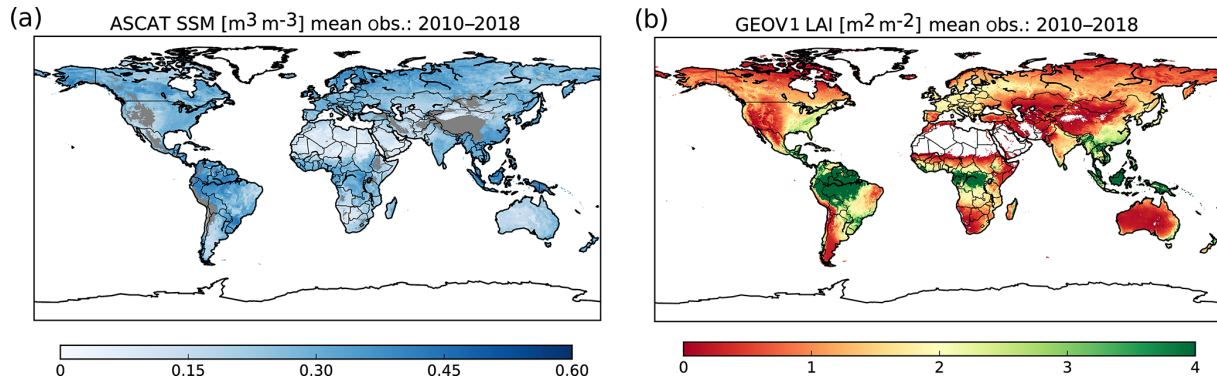 (a)
ASCAT SSM [m³ m⁻³] mean obs.: 2010–2018
0 0.15 0.30 0.45 0.60
(b)
GEOV1 LAI [m² m⁻²] mean obs.: 2010–2018
0 1 2 3 4